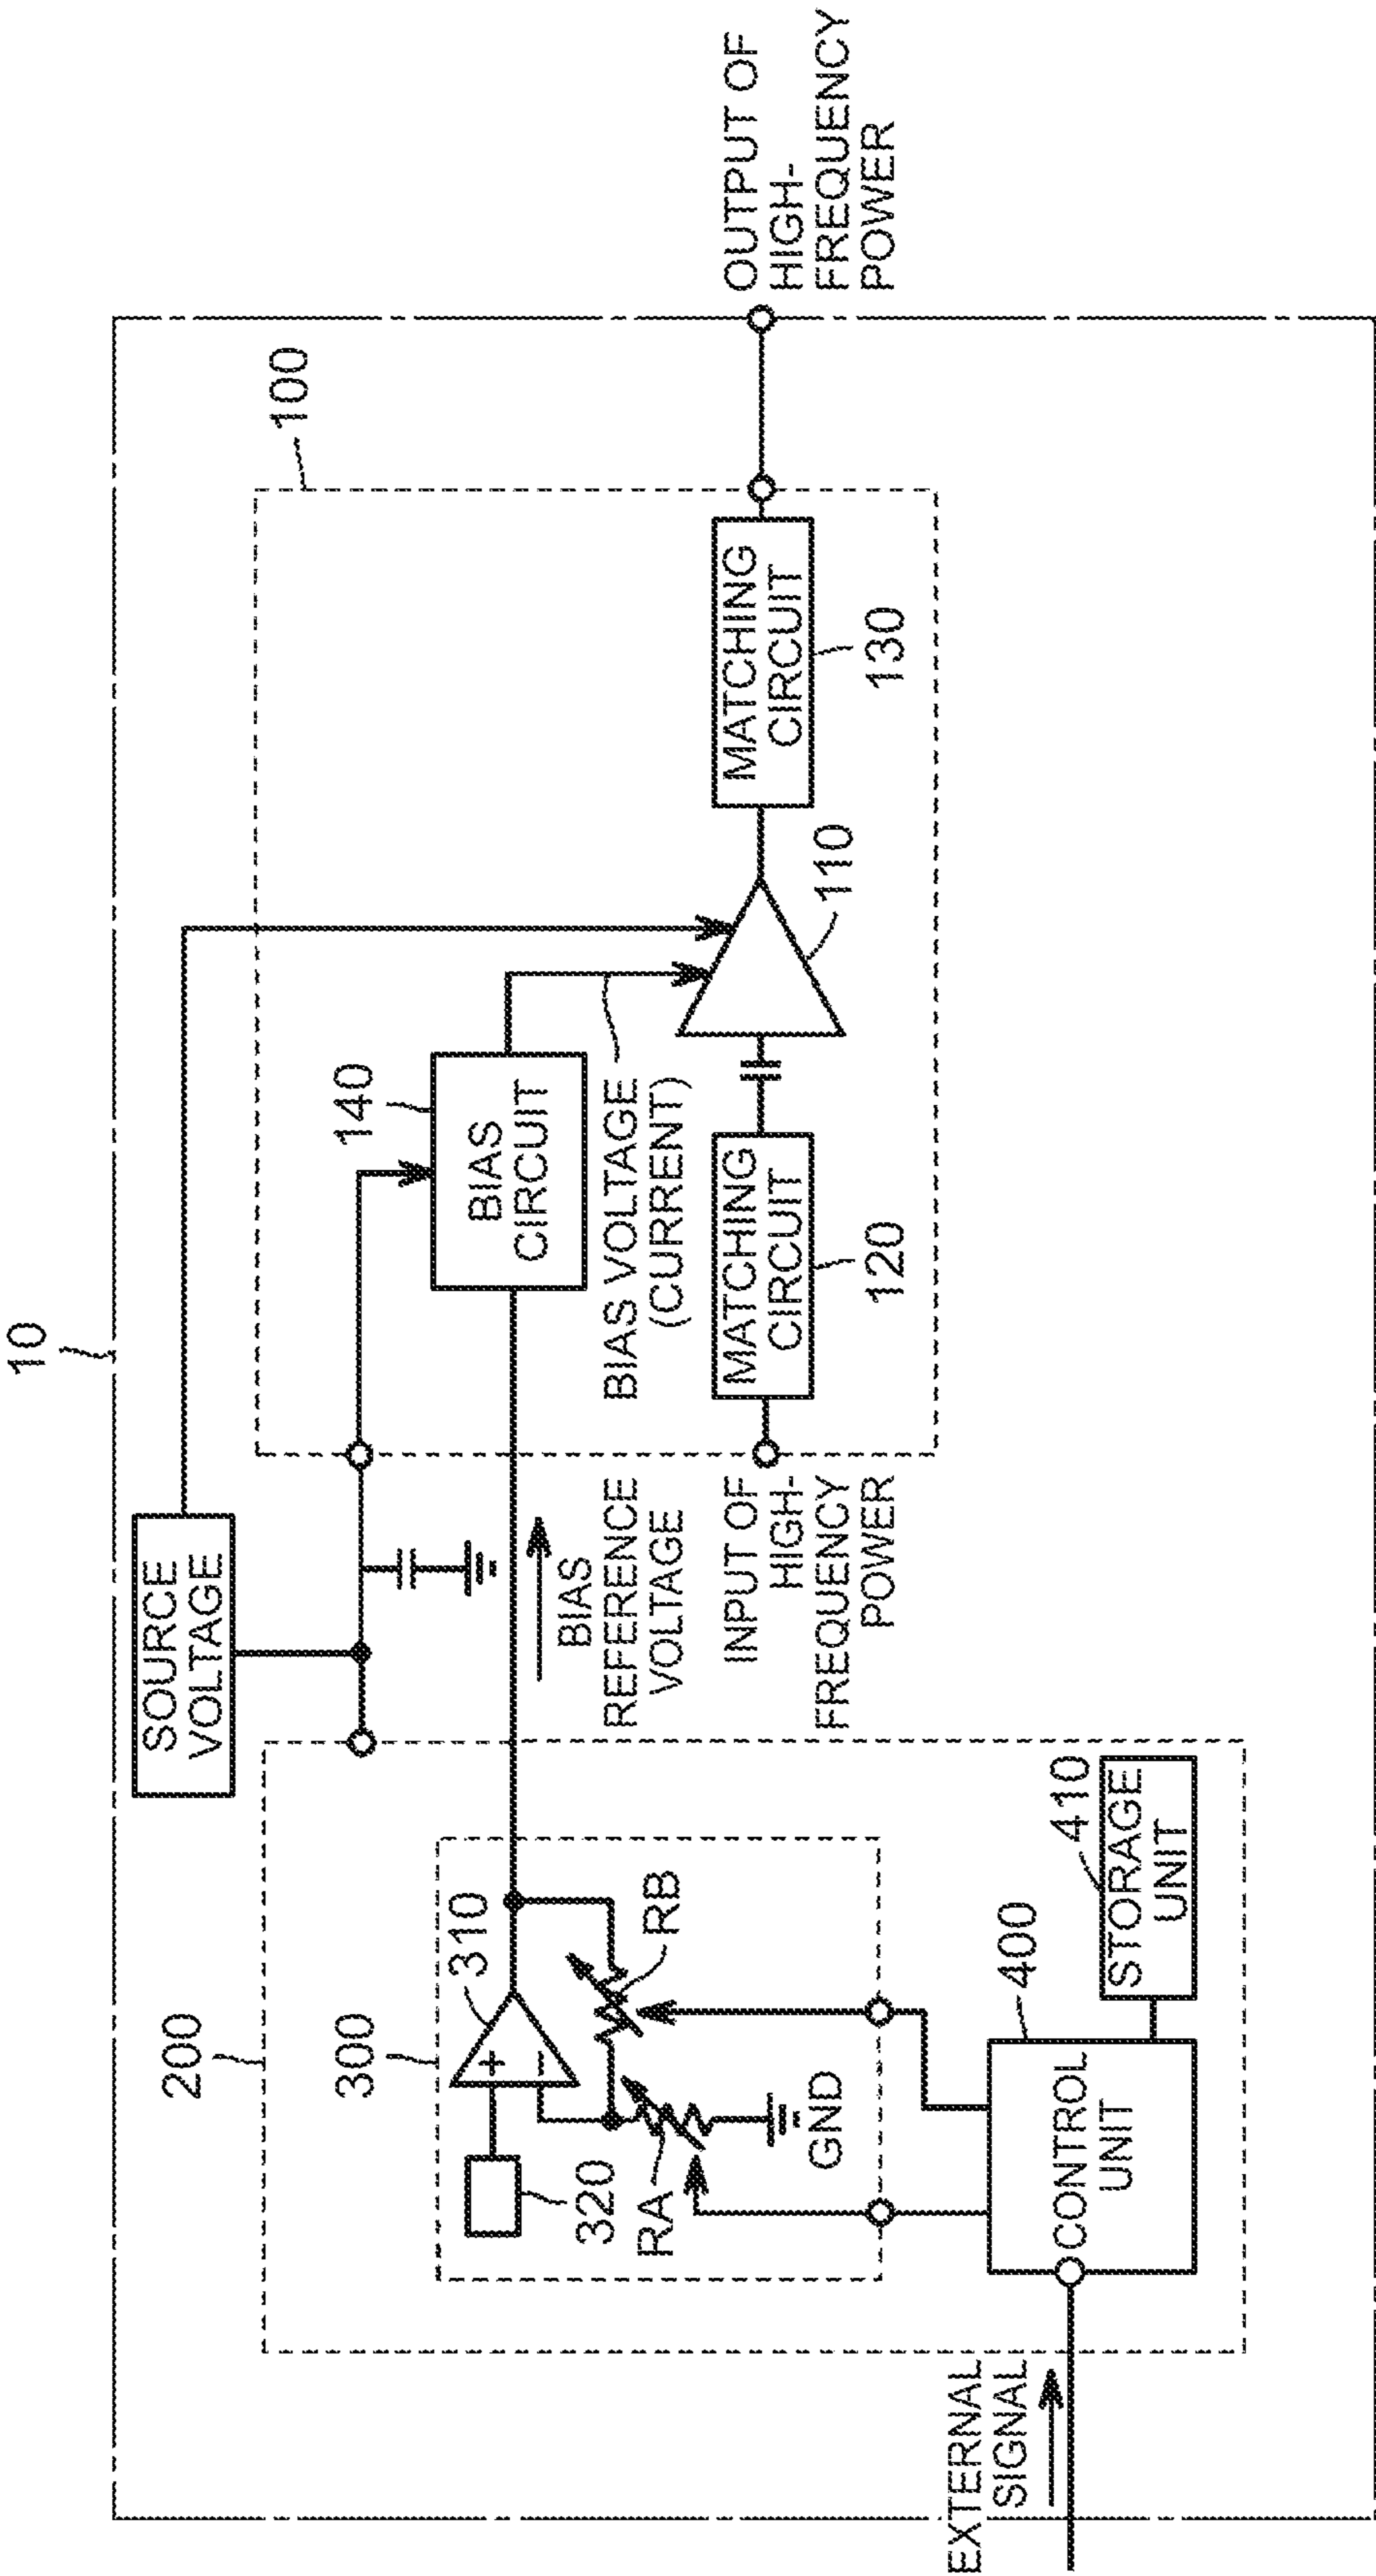 10
SOURCE
VOLTAGE
200
300
310
320
RA
RB
GND
400
CONTROL
UNIT
410
STORAGE
UNIT
EXTERNAL
SIGNAL
BIAS
REFERENCE
VOLTAGE
INPUT OF
HIGH-
FREQUENCY
POWER
100
140
BIAS
CIRCUIT
BIAS VOLTAGE
(CURRENT)
MATCHING
CIRCUIT
120
110
MATCHING
CIRCUIT
130
OUTPUT OF
HIGH-
FREQUENCY
POWER
+
−